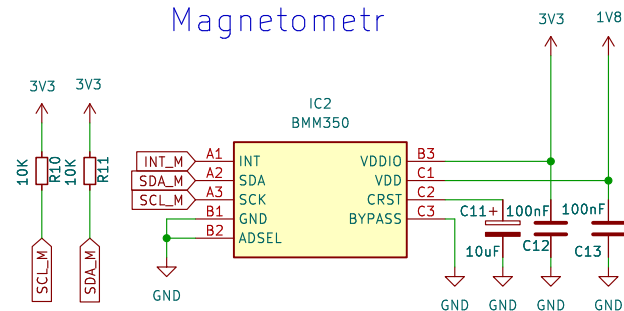 Magnetometr
3V3
1V8
3V3
3V3
IC2
BMM350
10K
R10
10K
R11
INT_M
A1
INT
VDDIO
B3
SDA_M
A2
SDA
VDD
C1
SCL_M
A3
SCK
CRST
C2
B1
GND
BYPASS
C3
B2
ADSEL
C11+
100nF
100nF
10uF
C12
C13
SCL_M
SDA_M
GND
GND
GND
GND
GND